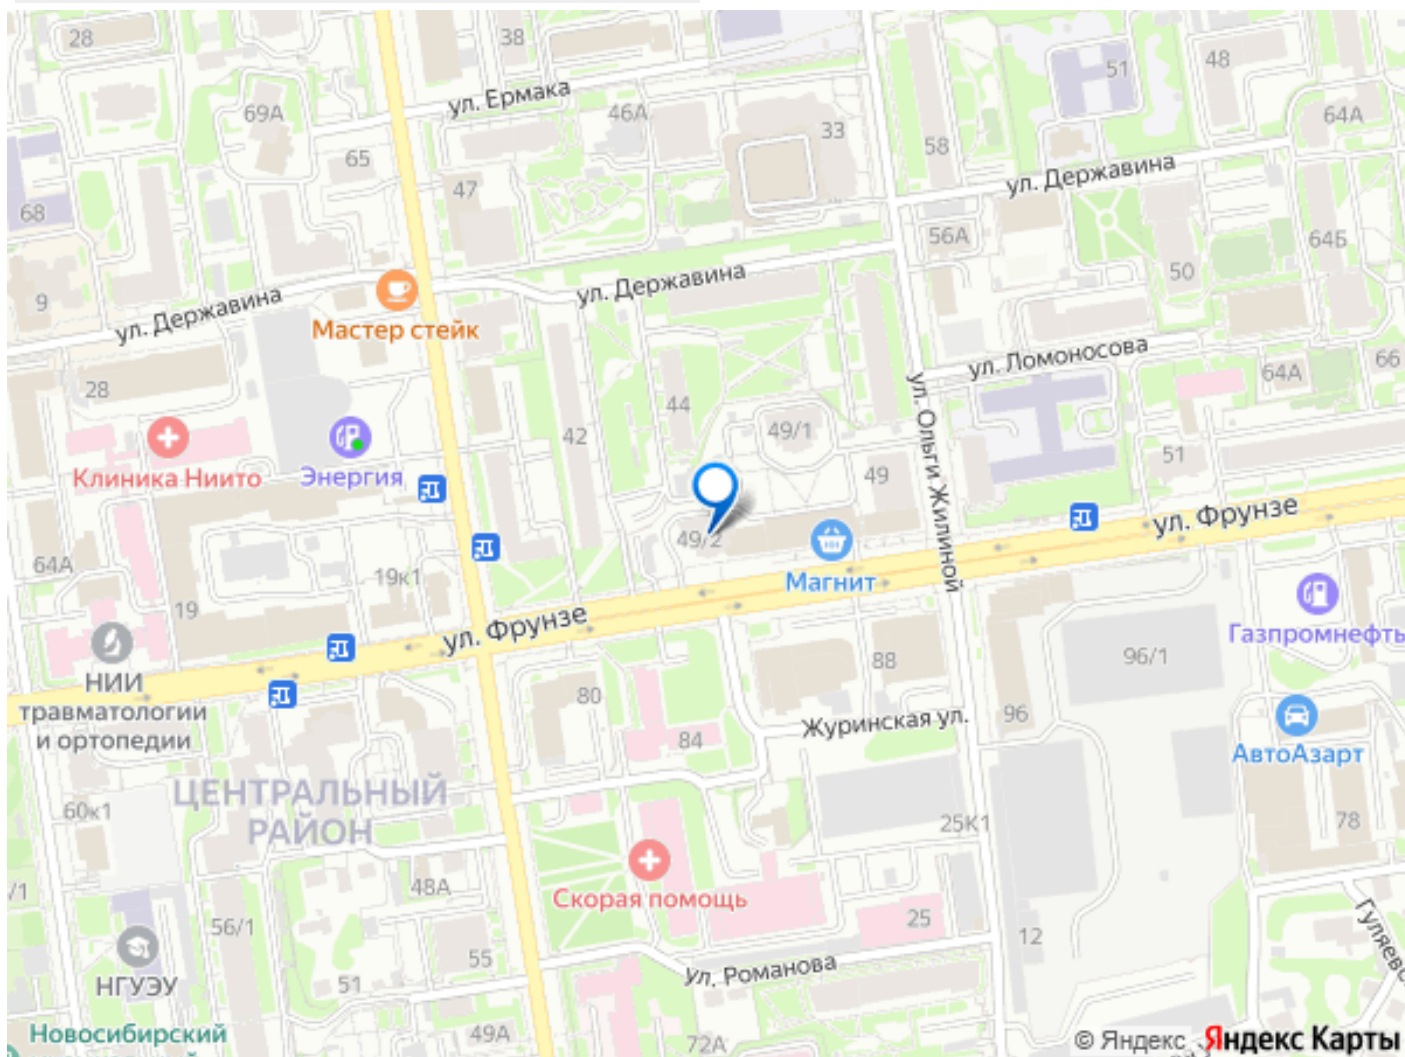 28
38
48
51
ул. Ермака
69А
46А
64А
33
58
65
47
ул. Державина
68
56А
64Б
50
ул. Державина
9
ул. Державина
Мастер стейк
ул. Ломоносова
66
64А
28
44
ул. Ольги Жилиной
42
49/1
51
Клиника Ниито
Энергия
49
ул. Фрунзе
49/2
64А
19к1
Магнит
19
ул. Фрунзе
Газпромнефть
НИИ
травматологии
и ортопедии
88
96/1
80
Журинская ул.
96
84
АвтоАзарт
ЦЕНТРАЛЬНЫЙ
РАЙОН
60к1
25К1
78
/1
48А
Скорая помощь
56/1
25
12
55
НГУЭУ
51
ул. Романова
Новосибирский
49А
72А
© Яндекс Яндекс Карты